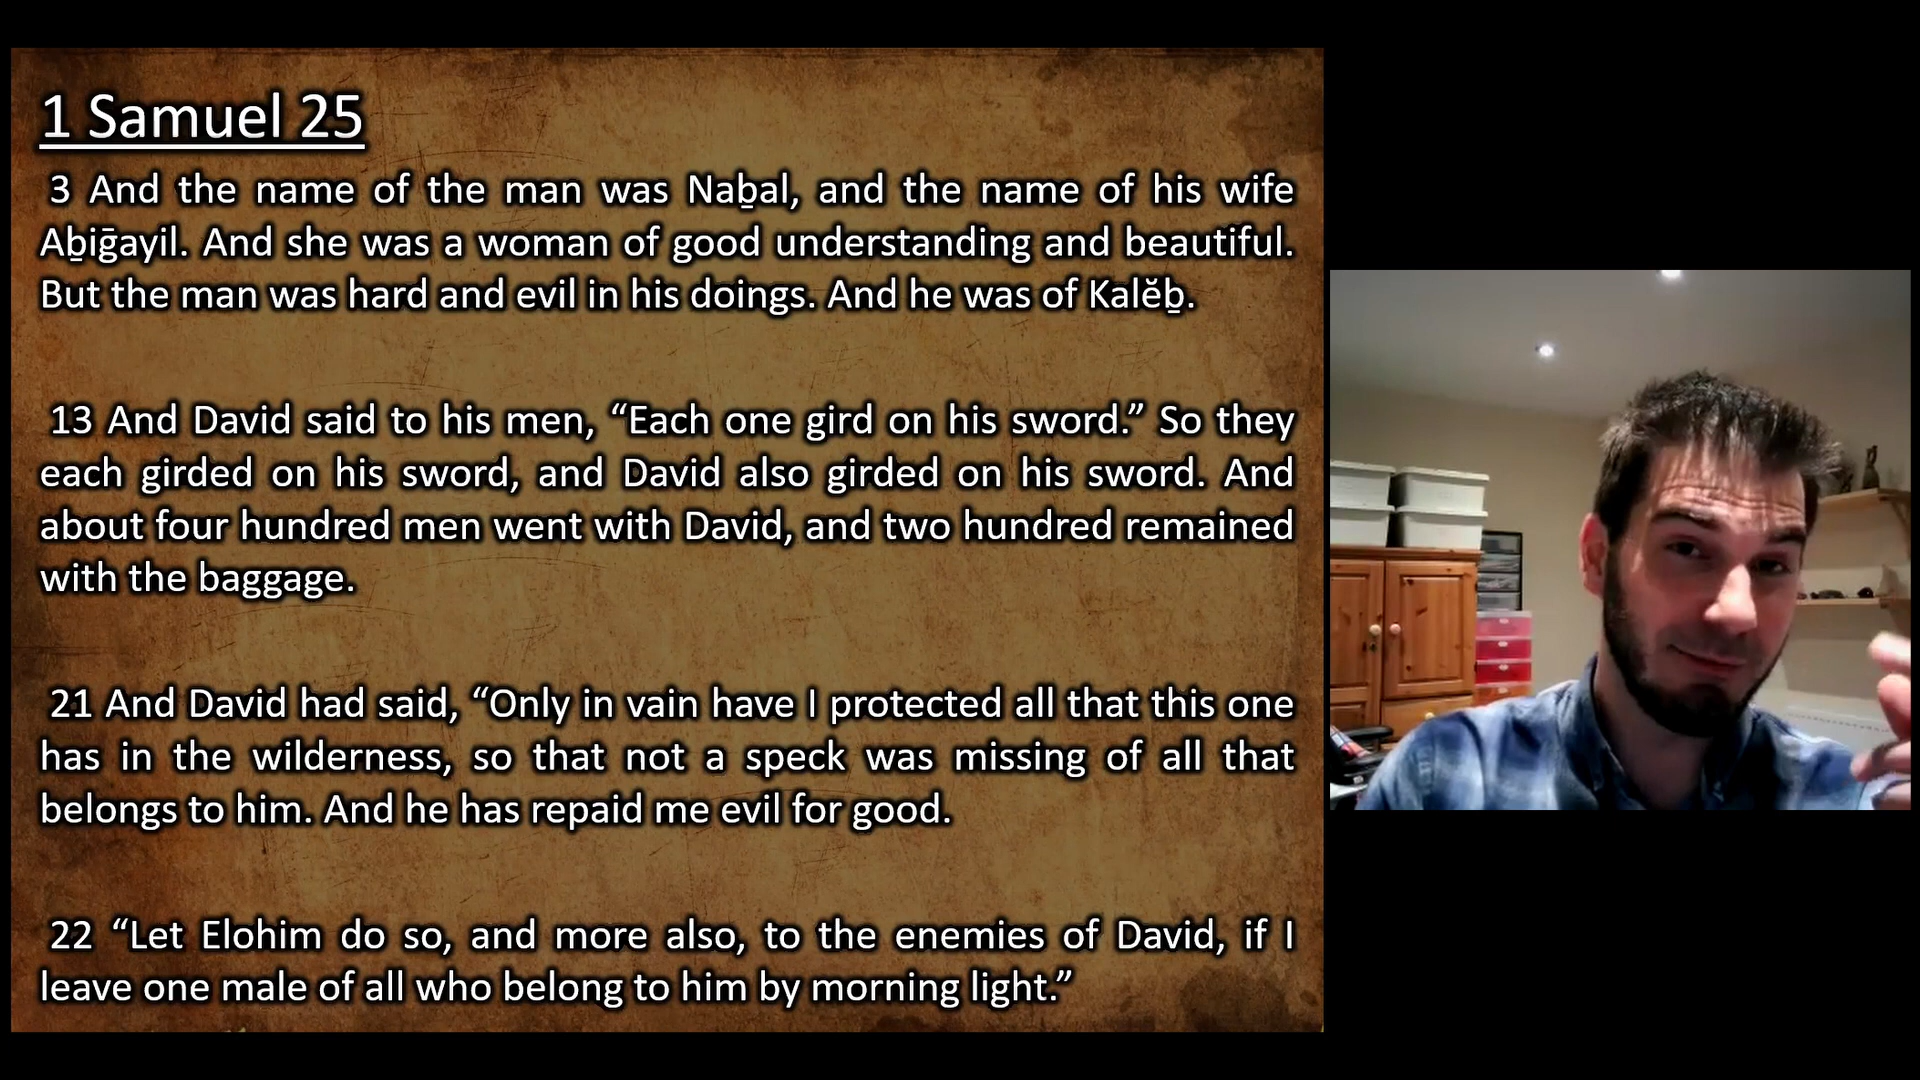 1 Samuel 25
3 And the name of the man was Naḇal, and the name of his wife
Aḇiḡayil. And she was a woman of good understanding and beautiful.
But the man was hard and evil in his doings. And he was of Kalĕḇ.
13 And David said to his men, “Each one gird on his sword.” So they
each girded on his sword, and David also girded on his sword. And
about four hundred men went with David, and two hundred remained
with the baggage.
21 And David had said, “Only in vain have I protected all that this one
has in the wilderness, so that not a speck was missing of all that
belongs to him. And he has repaid me evil for good.
22 “Let Elohim do so, and more also, to the enemies of David, if I
leave one male of all who belong to him by morning light.”